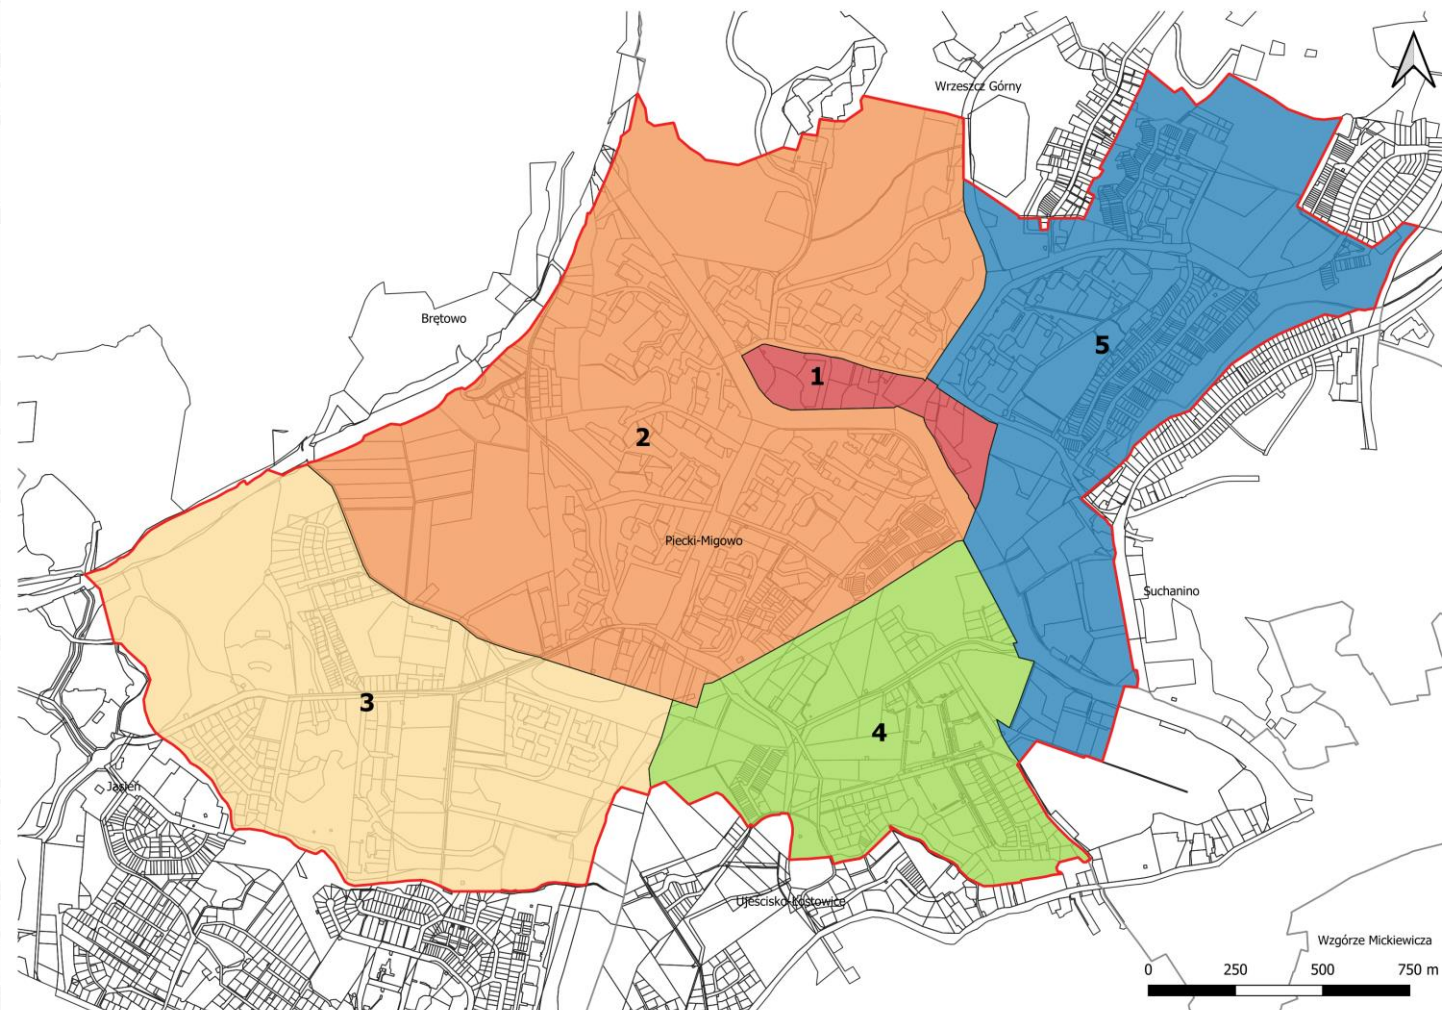 Wrzeszcz Górny
Brętowo
5
1
2
Piecki-Migowo
Suchanino
3
4
Jasień
Ujeścisko-Łostowice
Wzgórze Mickiewicza
0 250 500 750 m